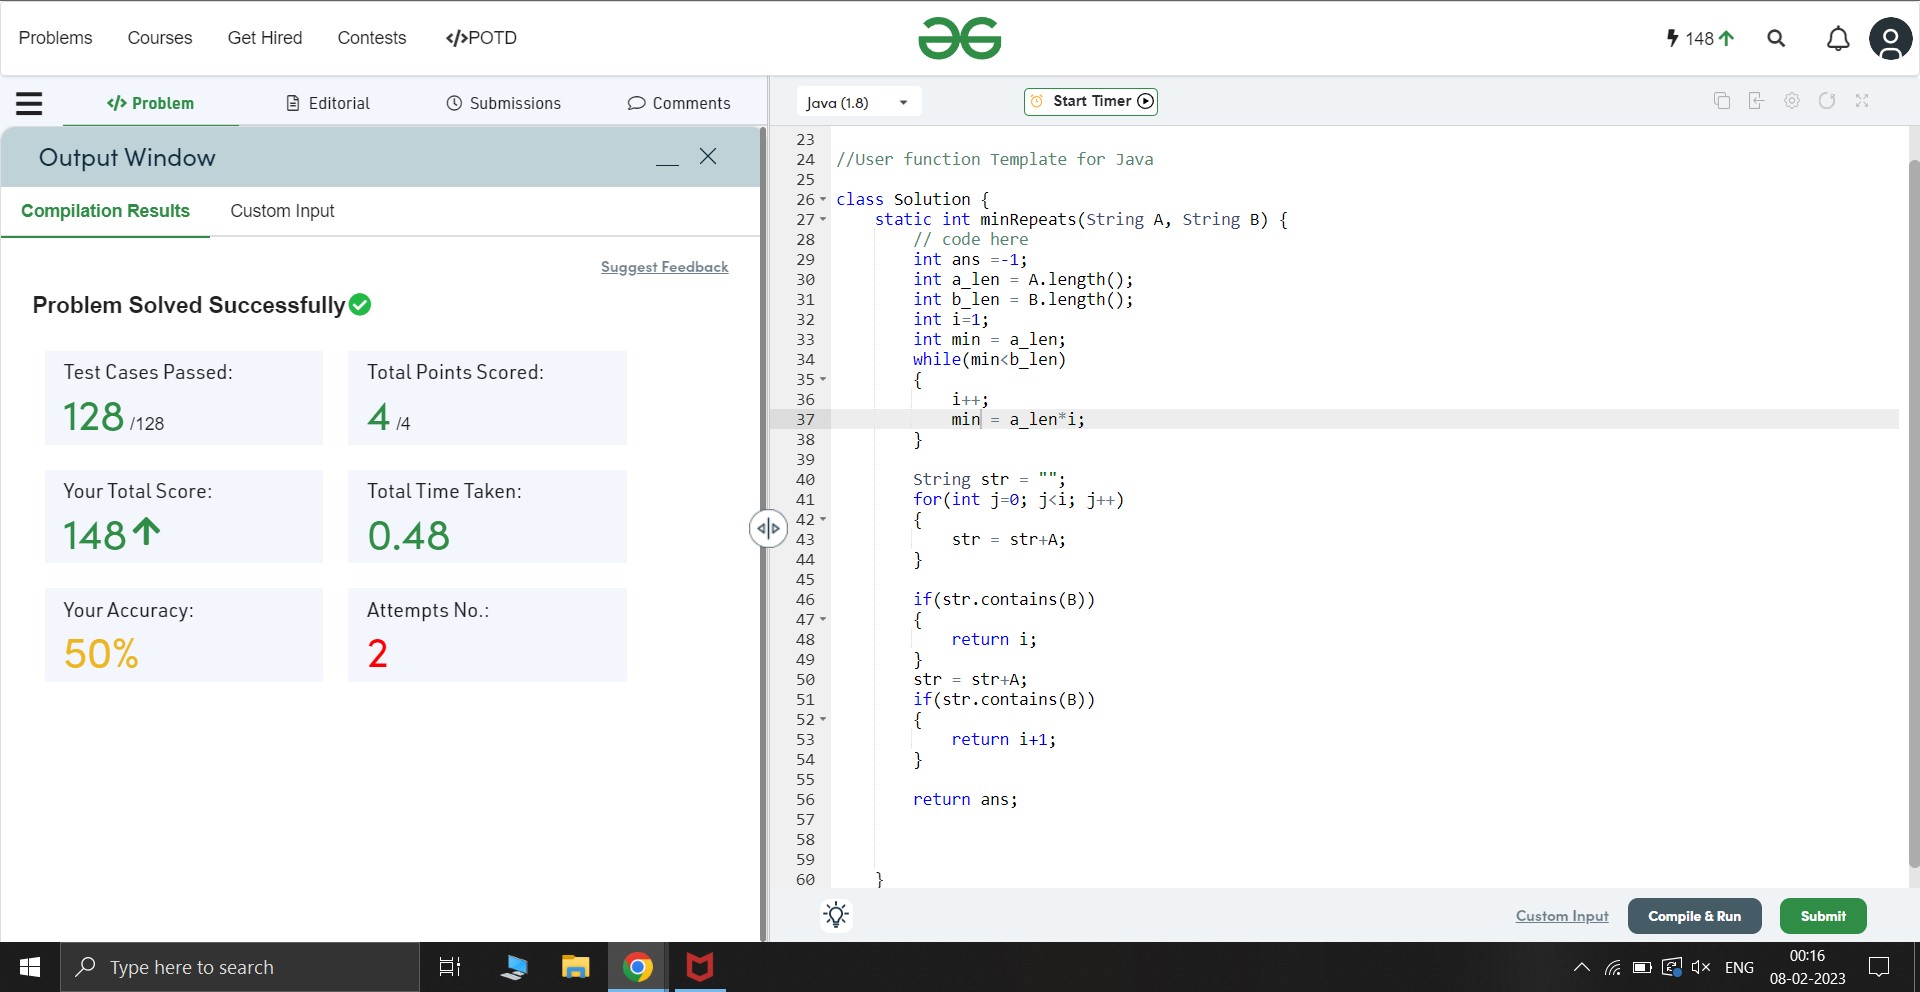 Problems Courses Get Hired Contests </>POTD
148
</> Problem Editorial Submissions Comments
Output Window
Compilation Results Custom Input
Suggest Feedback
Problem Solved Successfully
Test Cases Passed: Total Points Scored:
128 /128 4 /4
Your Total Score: Total Time Taken:
148 0.48
Your Accuracy: Attempts No.:
50% 2
Java (1.8) Start Timer
23
24 //User function Template for Java
25
26 class Solution {
27 static int minRepeats(String A, String B) {
28 // code here
29 int ans =-1;
30 int a_len = A.length();
31 int b_len = B.length();
32 int i=1;
33 int min = a_len;
34 while(min<b_len)
35 {
36 i++;
37 min = a_len*i;
38 }
39
40 String str = "";
41 for(int j=0; j<i; j++)
42 {
43 str = str+A;
44 }
45
46 if(str.contains(B))
47 {
48 return i;
49 }
50 str = str+A;
51 if(str.contains(B))
52 {
53 return i+1;
54 }
55
56 return ans;
57
58
59
60 }
Custom Input Compile & Run Submit
Type here to search
ENG
00:16
08-02-2023